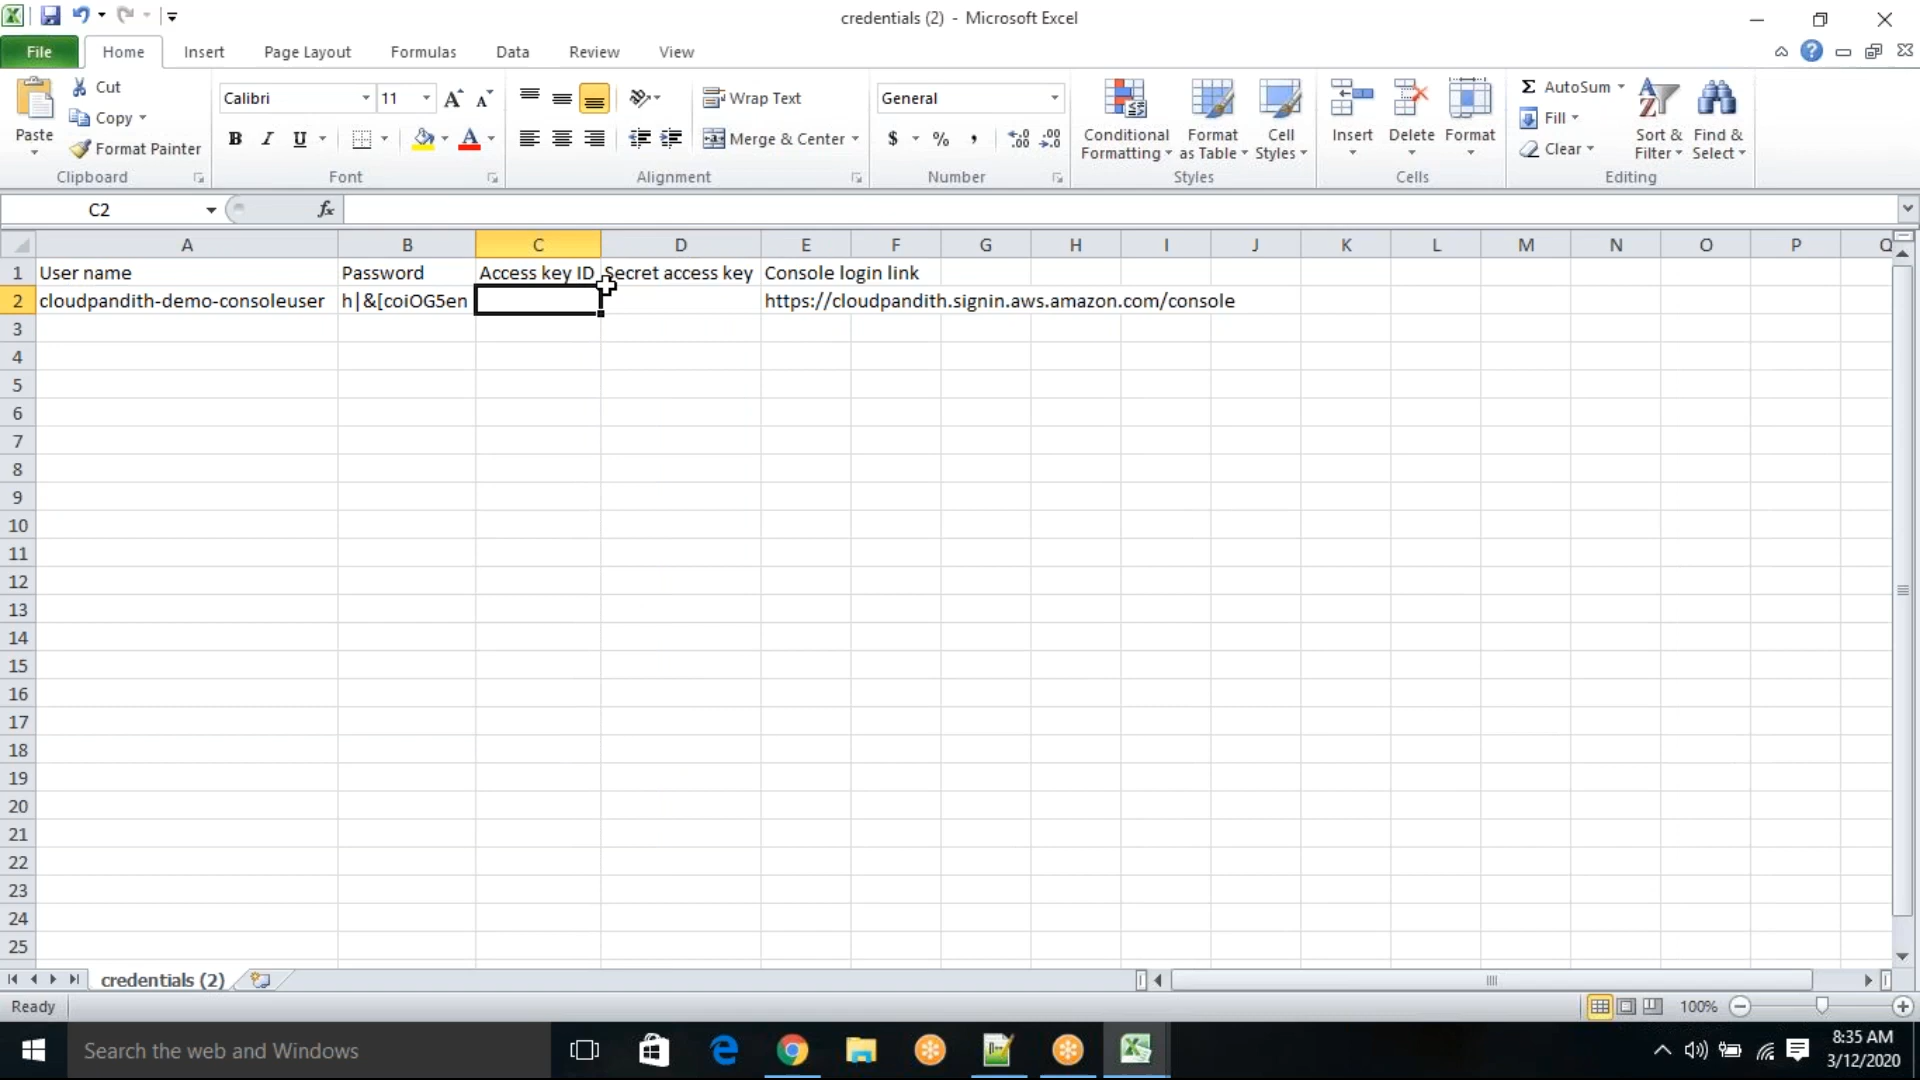 credentials (2) - Microsoft Excel
File Home Insert Page Layout Formulas Data Review View
Paste
Cut
Copy
Format Painter
Clipboard
Calibri 11
A A
B I U A
Font
Wrap Text
Merge & Center
Alignment
General
$ % ,
Number
Conditional Formatting
Format as Table
Cell Styles
Styles
Insert Delete Format
Cells
Σ AutoSum
Fill
Clear
Sort & Filter
Find & Select
Editing
C2 fx
A B C D E F G H I J K L M N O P Q
1 User name Password Access key ID Secret access key Console login link
2 cloudpandith-demo-consoleuser h|&[coiOG5en https://cloudpandith.signin.aws.amazon.com/console
3
4
5
6
7
8
9
10
11
12
13
14
15
16
17
18
19
20
21
22
23
24
25
credentials (2)
Ready 100%
Search the web and Windows
8:35 AM
3/12/2020